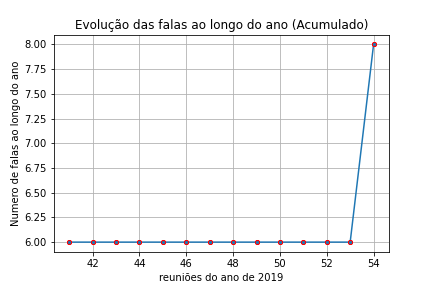 Evolução das falas ao longo do ano (Acumulado)
Numero de falas ao longo do ano
8.00
7.75
7.50
7.25
7.00
6.75
6.50
6.25
6.00
42 44 46 48 50 52 54
reuniões do ano de 2019